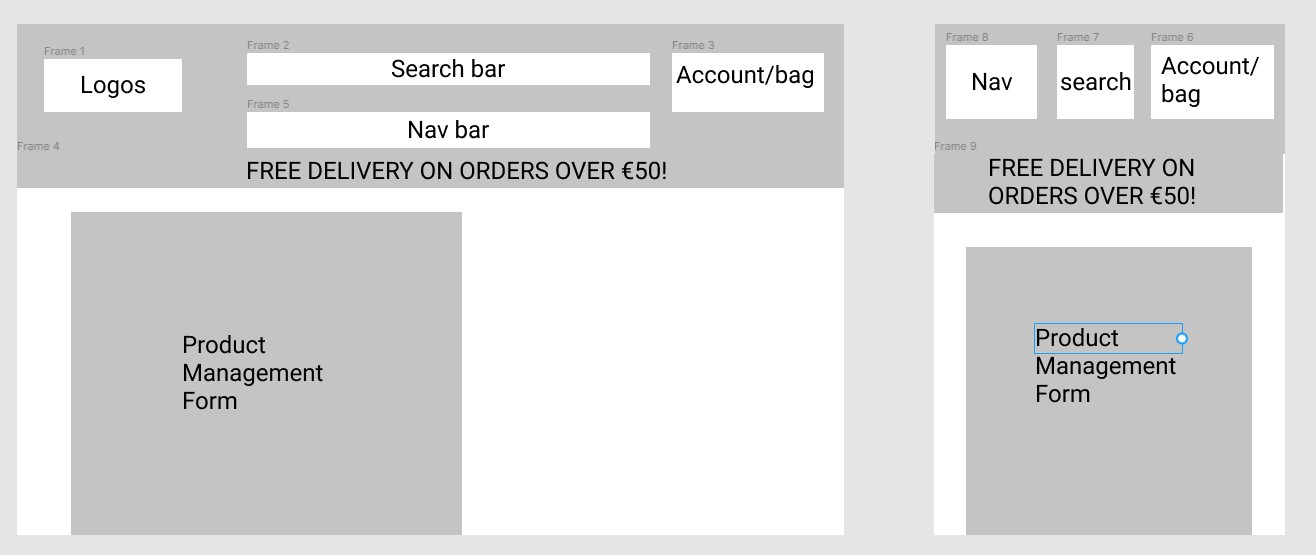 Frame 1
Logos
Frame 2
Search bar
Frame 3
Account/bag
Frame 5
Nav bar
Frame 4
FREE DELIVERY ON ORDERS OVER €50!
Product
Management
Form
Frame 8
Nav
Frame 7
search
Frame 6
Account/
bag
Frame 9
FREE DELIVERY ON
ORDERS OVER €50!
Product
Management
Form